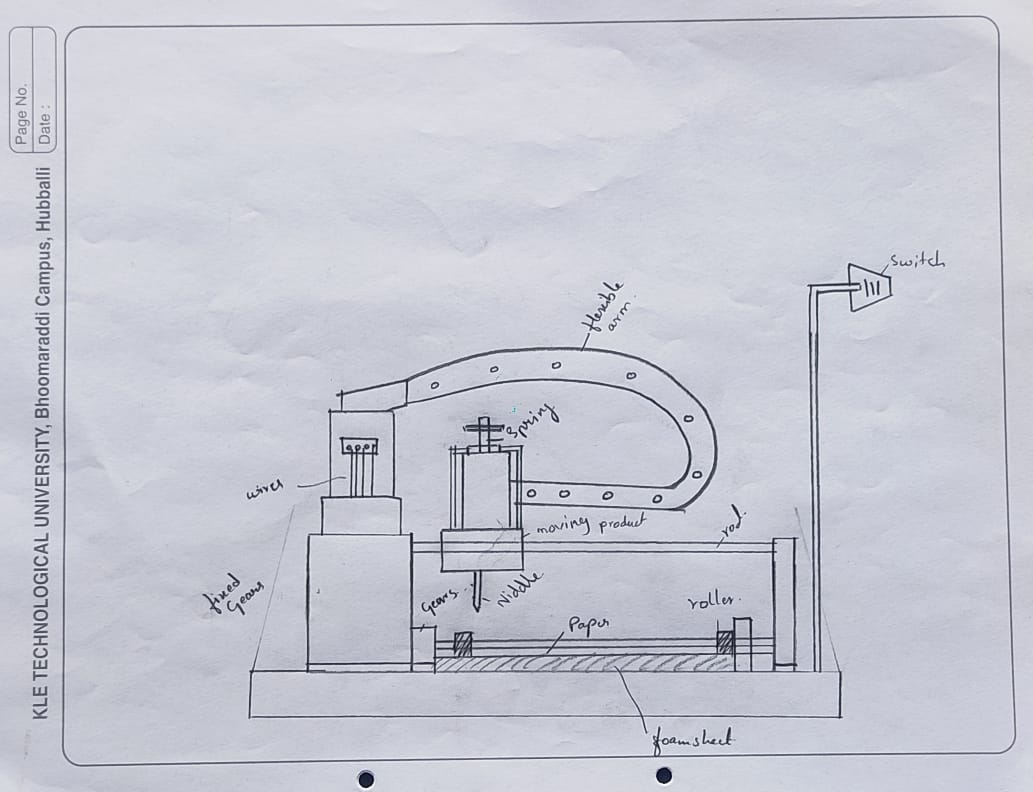 Page No.
Date :
KLE TECHNOLOGICAL UNIVERSITY, Bhoomaraddi Campus, Hubballi
switch
flexible
arm.
Spring
wires
moving product
rod.
fixed
Gears
Gears
Niddle
roller.
Paper
foamsheet